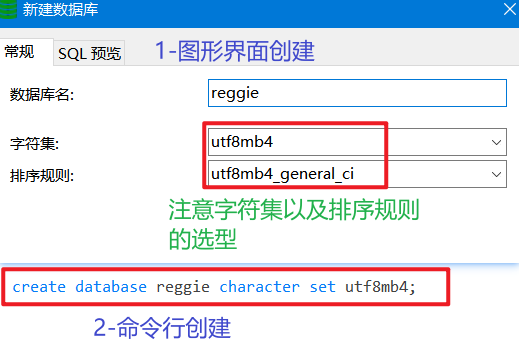 新建数据库
常规
SQL 预览
1-图形界面创建
数据库名:
reggie
字符集:
utf8mb4
排序规则:
utf8mb4_general_ci
注意字符集以及排序规则
的选型
create database reggie character set utf8mb4;
2-命令行创建